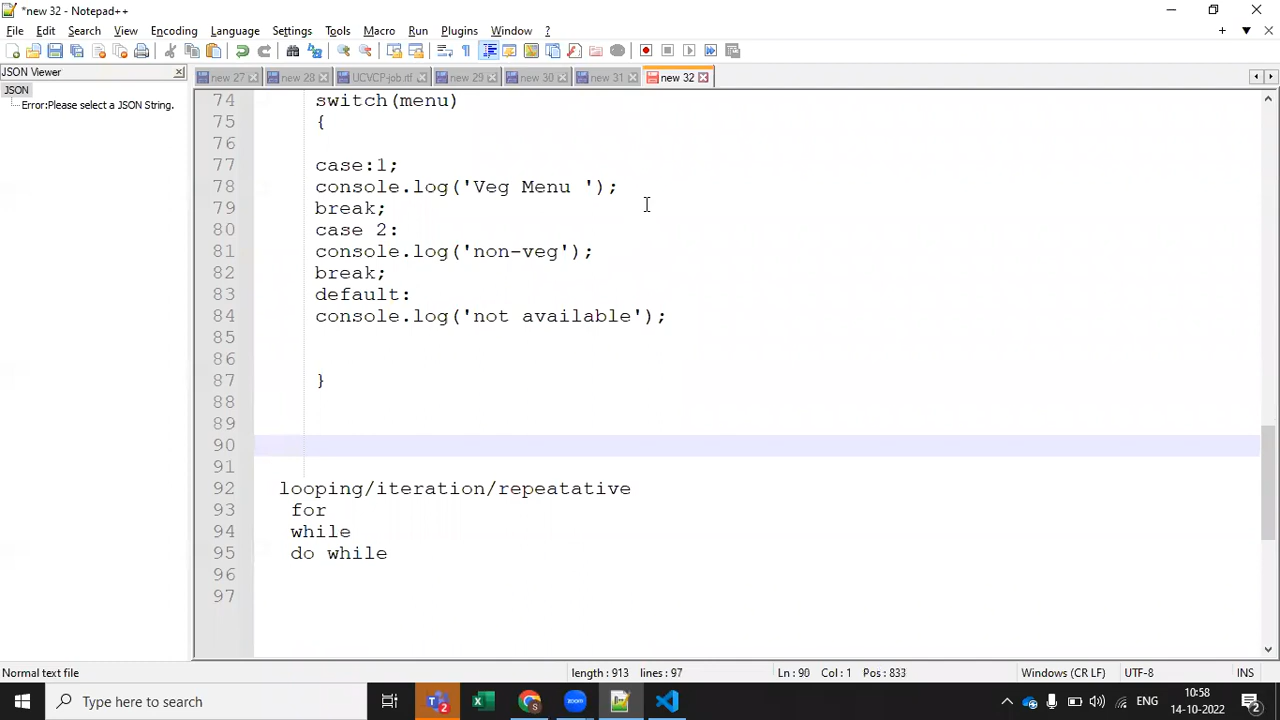 *new 32 - Notepad++
File Edit Search View Encoding Language Settings Tools Macro Run Plugins Window ?
JSON Viewer
new 27 new 28 UCVCP-job.rtf new 29 new 30 new 31 new 32
JSON
Error:Please select a JSON String.
74 switch(menu)
75 {
76
77 case:1;
78 console.log('Veg Menu ');
79 break;
80 case 2:
81 console.log('non-veg');
82 break;
83 default:
84 console.log('not available');
85
86
87 }
88
89
90
91
92 looping/iteration/repeatative
93 for
94 while
95 do while
96
97
Normal text file length : 913 lines : 97 Ln : 90 Col : 1 Pos : 833 Windows (CR LF) UTF-8 INS
Type here to search
zoom
ENG
10:58
14-10-2022
2